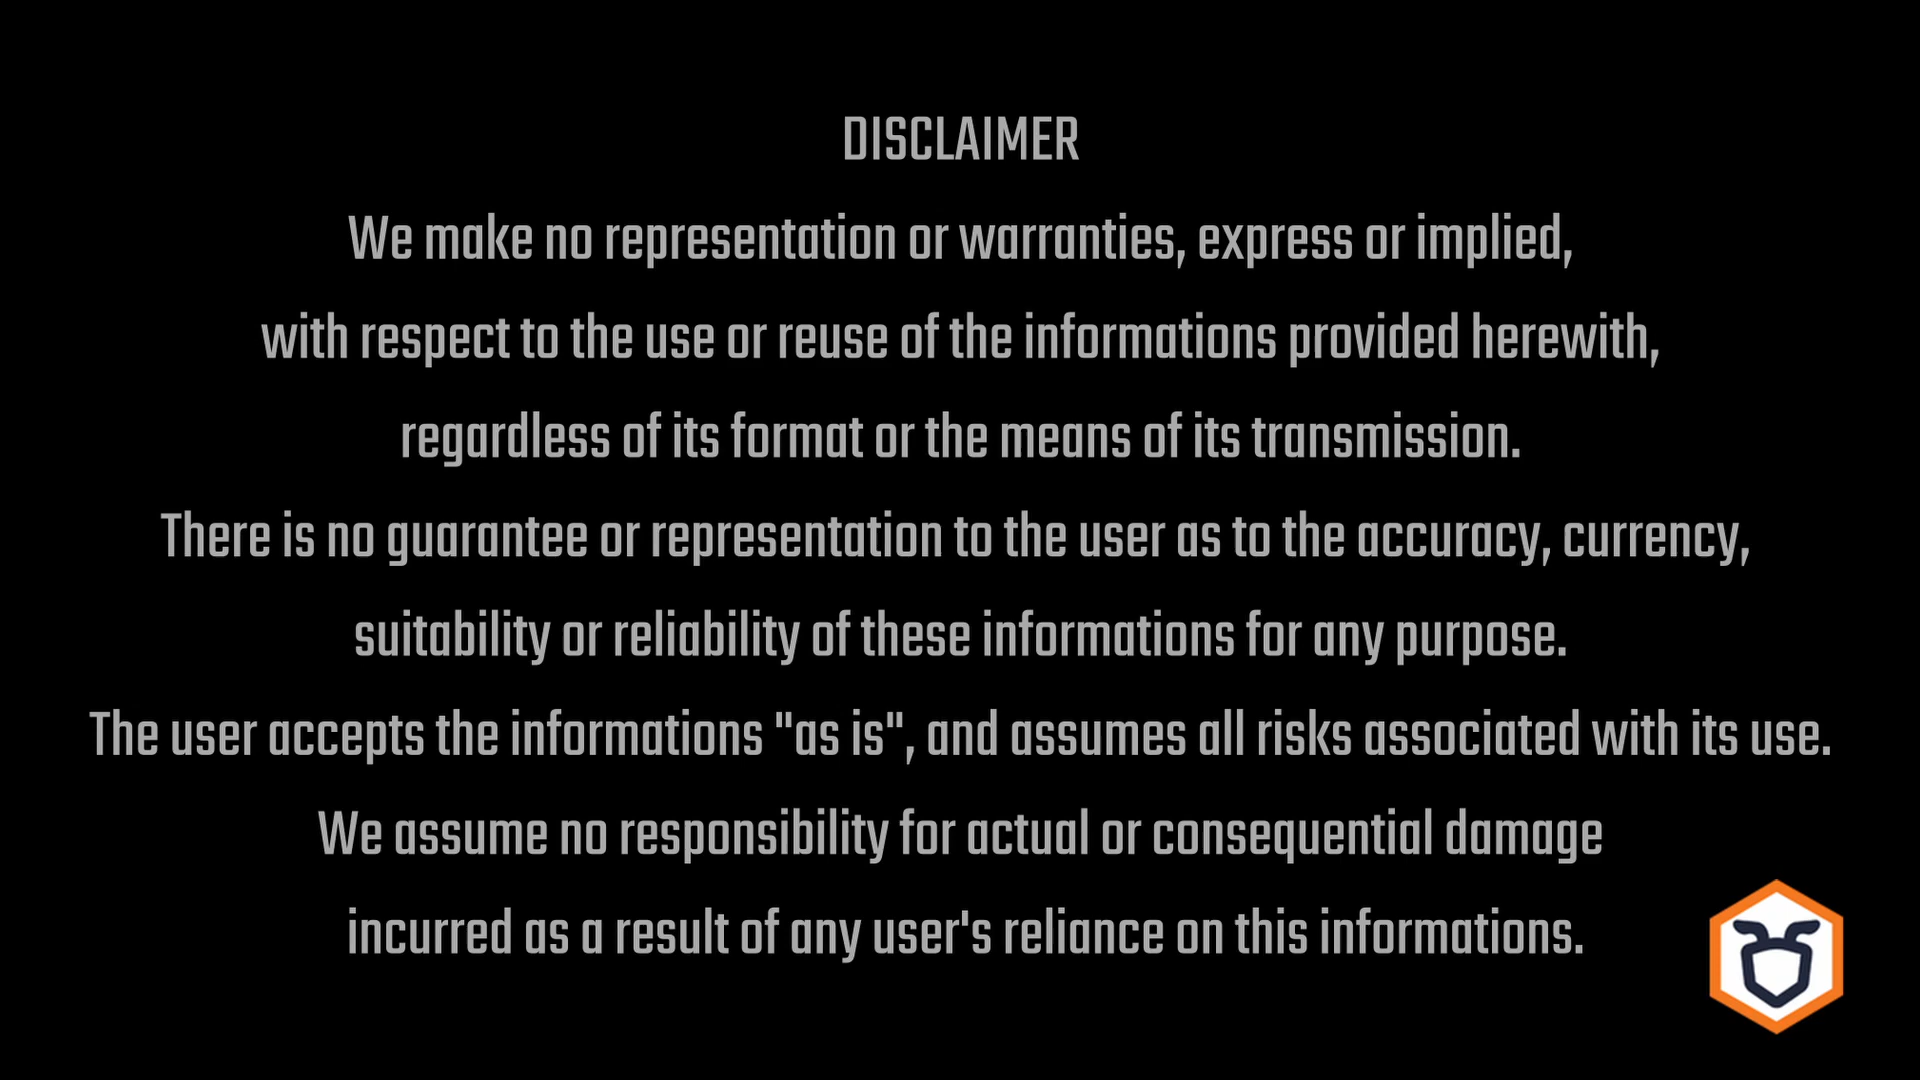 DISCLAIMER
We make no representation or warranties, express or implied,
with respect to the use or reuse of the informations provided herewith,
regardless of its format or the means of its transmission.
There is no guarantee or representation to the user as to the accuracy, currency,
suitability or reliability of these informations for any purpose.
The user accepts the informations "as is", and assumes all risks associated with its use.
We assume no responsibility for actual or consequential damage
incurred as a result of any user's reliance on this informations.